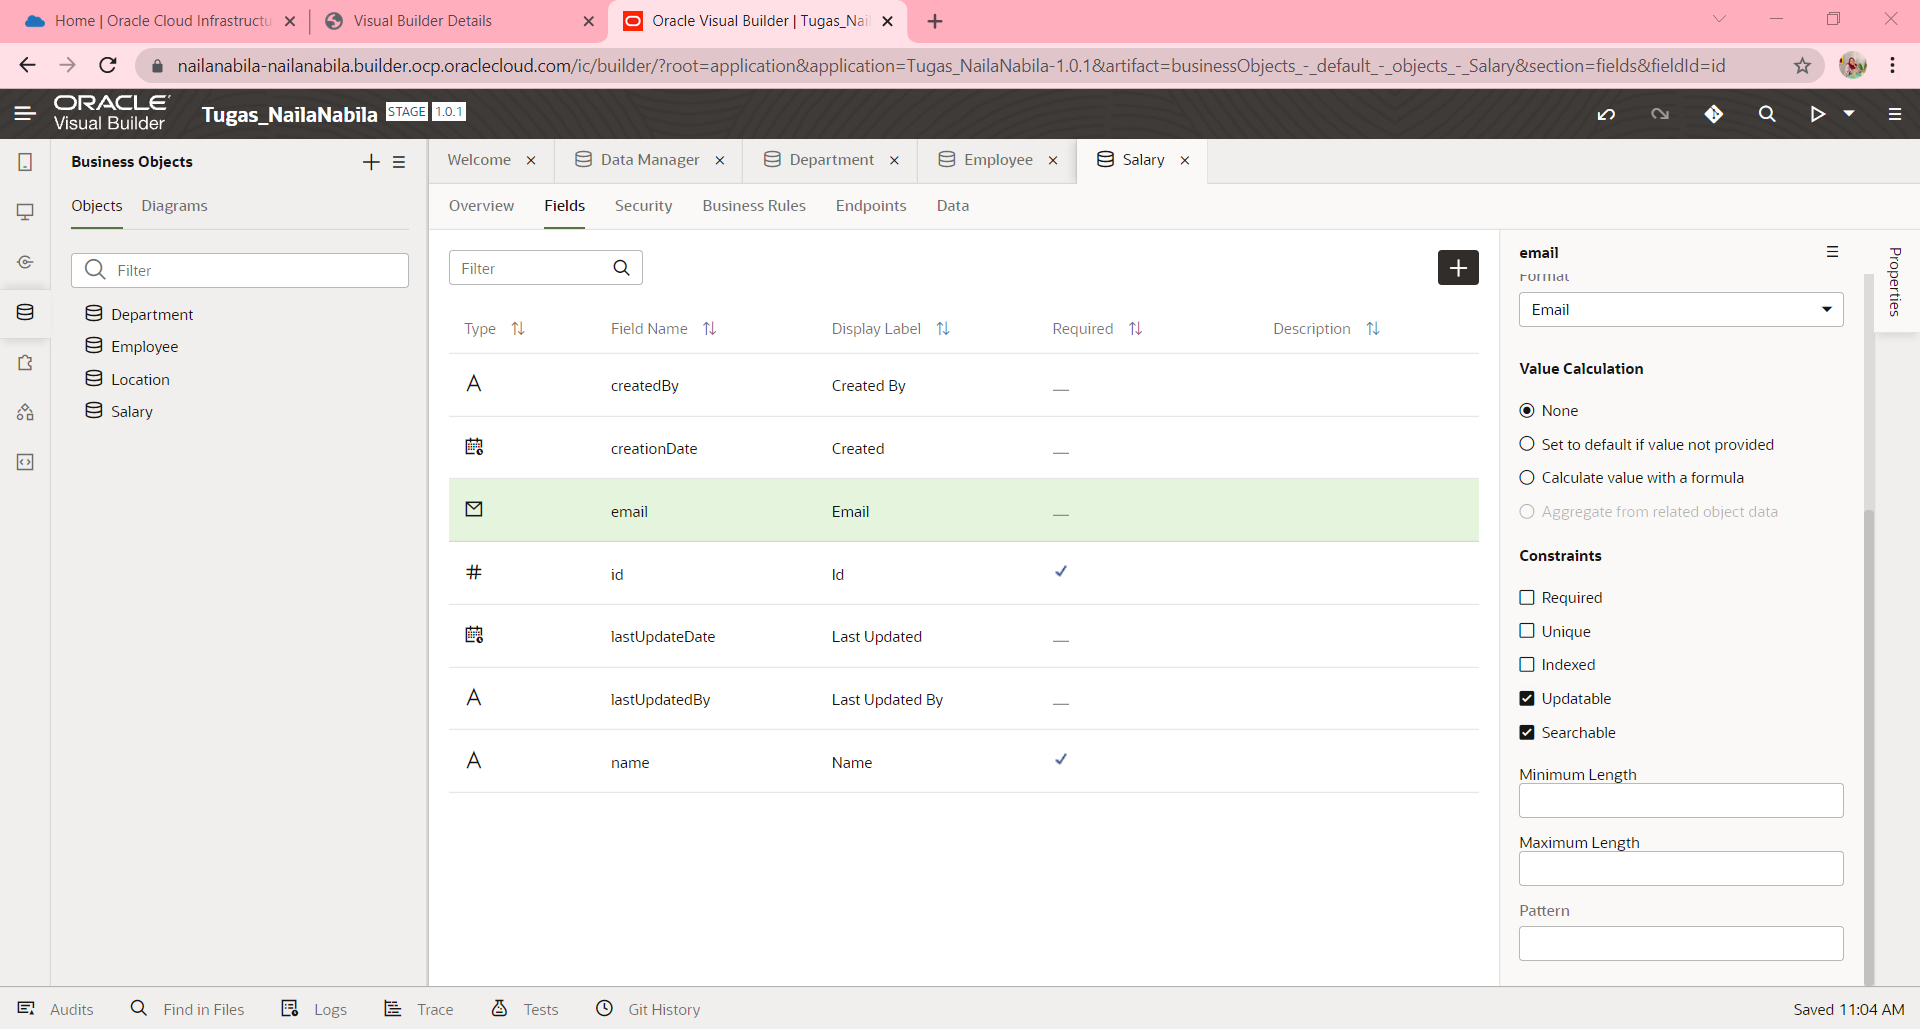 Home | Oracle Cloud Infrastructu
Visual Builder Details
Oracle Visual Builder | Tugas_Nail
nailanabila-nailanabila.builder.ocp.oraclecloud.com/ic/builder/?root=application&application=Tugas_NailaNabila-1.0.1&artifact=businessObjects_-_default_-_objects_-_Salary&section=fields&fieldId=id
ORACLE
Visual Builder
Tugas_NailaNabila STAGE 1.0.1
Business Objects
Objects Diagrams
Filter
Department
Employee
Location
Salary
Welcome Data Manager Department Employee Salary
Overview Fields Security Business Rules Endpoints Data
Filter
Type Field Name Display Label Required Description
createdBy Created By
creationDate Created
email Email
id Id
lastUpdateDate Last Updated
lastUpdatedBy Last Updated By
name Name
email
Properties
Format
Email
Value Calculation
None
Set to default if value not provided
Calculate value with a formula
Aggregate from related object data
Constraints
Required
Unique
Indexed
Updatable
Searchable
Minimum Length
Maximum Length
Pattern
Audits Find in Files Logs Trace Tests Git History Saved 11:04 AM